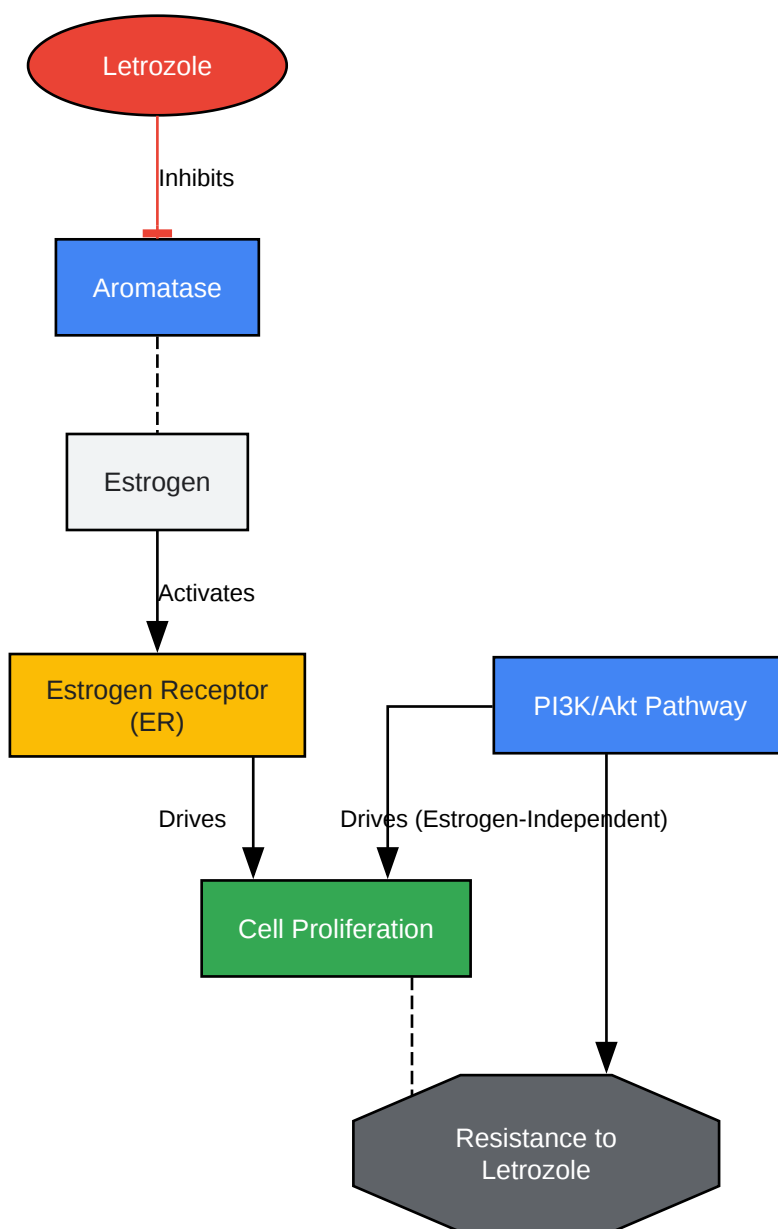 Letrozole
Inhibits
Aromatase
Estrogen
Activates
Estrogen Receptor
(ER)
PI3K/Akt Pathway
Drives
Drives (Estrogen-Independent)
Cell Proliferation
Resistance to
Letrozole